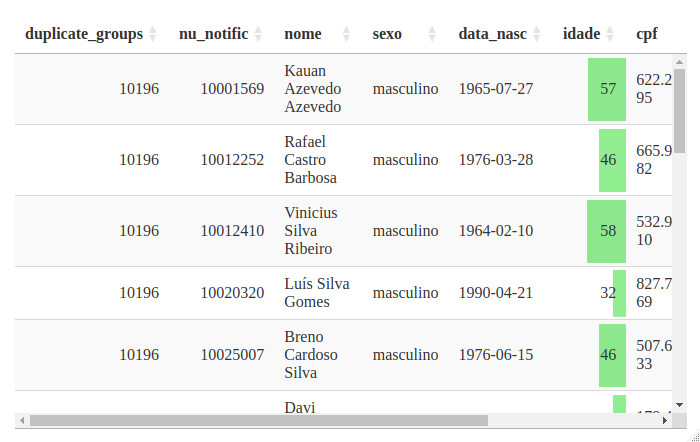 duplicate_groups nu_notific nome sexo data_nasc idade cpf
10196 10001569 Kauan Azevedo Azevedo masculino 1965-07-27 57 622.2 95
10196 10012252 Rafael Castro Barbosa masculino 1976-03-28 46 665.9 82
10196 10012410 Vinicius Silva Ribeiro masculino 1964-02-10 58 532.9 10
10196 10020320 Luís Silva Gomes masculino 1990-04-21 32 827.7 69
10196 10025007 Breno Cardoso Silva masculino 1976-06-15 46 507.6 33
Davi